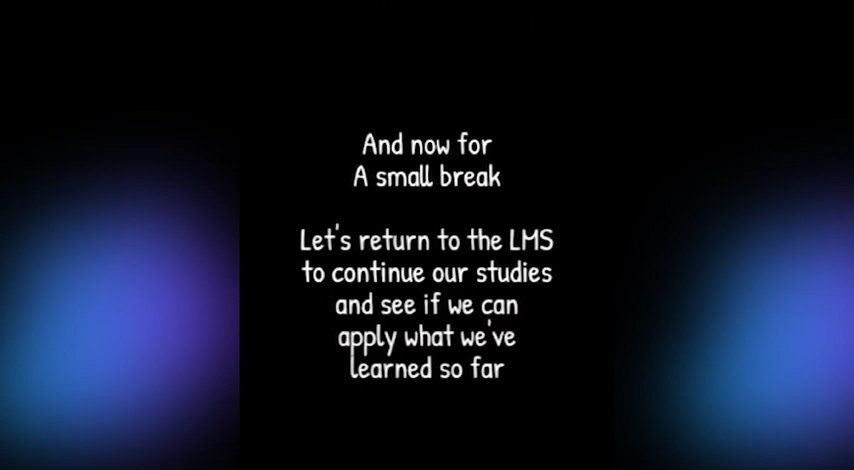 And now for
A small break
Let's return to the LMS
to continue our studies
and see if we can
apply what we've
learned so far